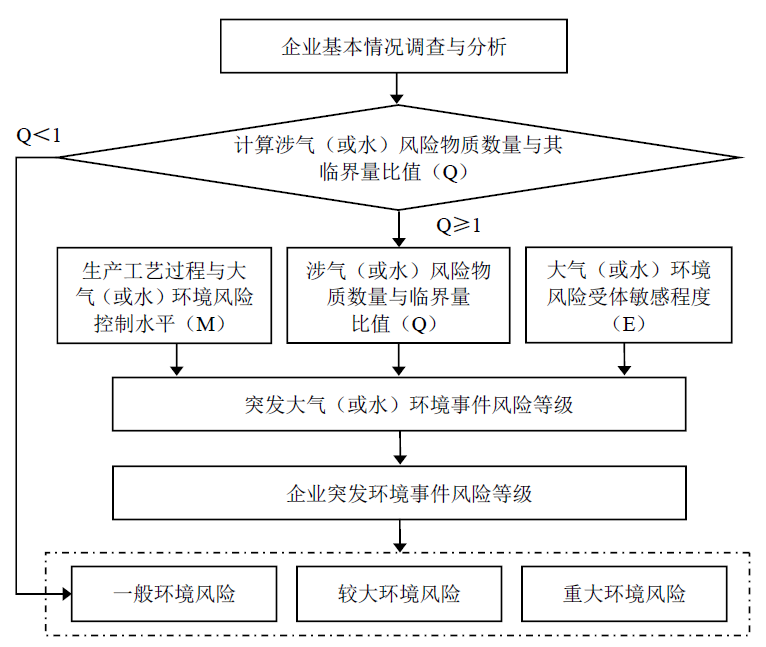 企业基本情况调查与分析
Q＜1
计算涉气（或水）风险物质数量与其
临界量比值（Q）
Q≥1
生产工艺过程与大
气（或水）环境风险
控制水平（M）
涉气（或水）风险物
质数量与临界量
比值（Q）
大气（或水）环境
风险受体敏感程度
（E）
突发大气（或水）环境事件风险等级
企业突发环境事件风险等级
一般环境风险
较大环境风险
重大环境风险